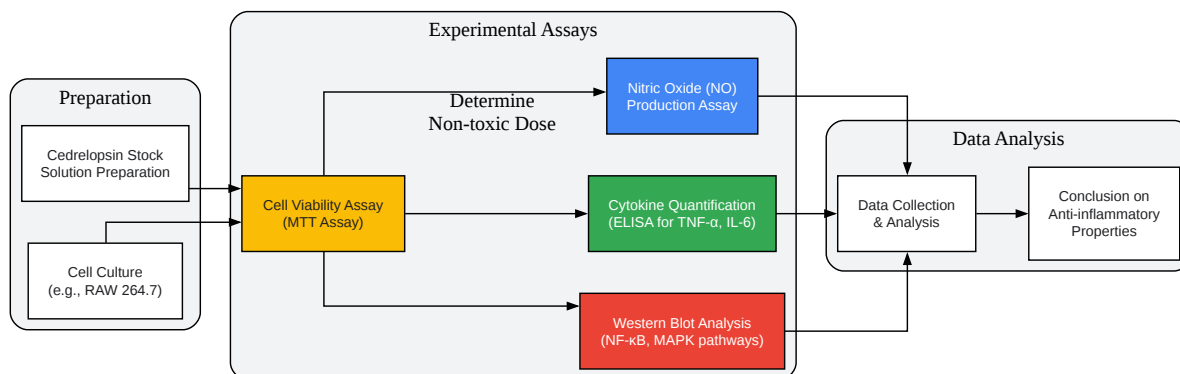 Preparation
Cedrelopsin Stock
Solution Preparation
Cell Culture
(e.g., RAW 264.7)
Experimental Assays
Determine
Non-toxic Dose
Cell Viability Assay
(MTT Assay)
Nitric Oxide (NO)
Production Assay
Cytokine Quantification
(ELISA for TNF-α, IL-6)
Western Blot Analysis
(NF-κB, MAPK pathways)
Data Analysis
Data Collection
& Analysis
Conclusion on
Anti-inflammatory
Properties